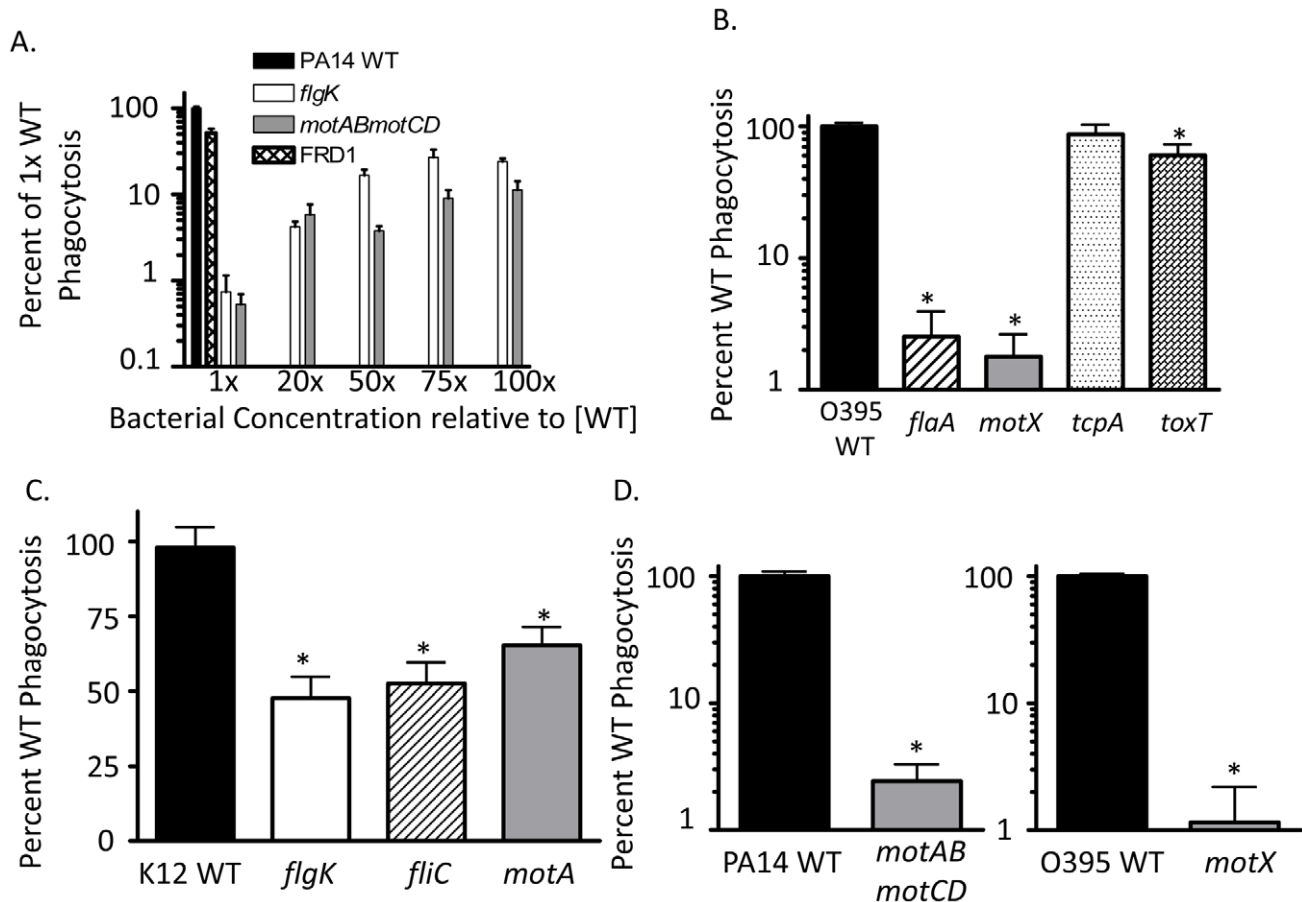 A.
PA14 WT
flgK
motABmotCD
FRD1
Percent of 1x WT
Phagocytosis
100
10
1
0.1
1x 20x 50x 75x 100x
Bacterial Concentration relative to [WT]
B.
Percent WT Phagocytosis
100
10
1
*
*
*
O395
WT
flaA motX tcpA toxT
C.
Percent WT Phagocytosis
100
75
50
25
0
*
*
*
K12 WT flgK fliC motA
D.
Percent WT Phagocytosis
100
10
1
*
PA14 WT motAB
motCD
100
10
1
*
O395 WT motX